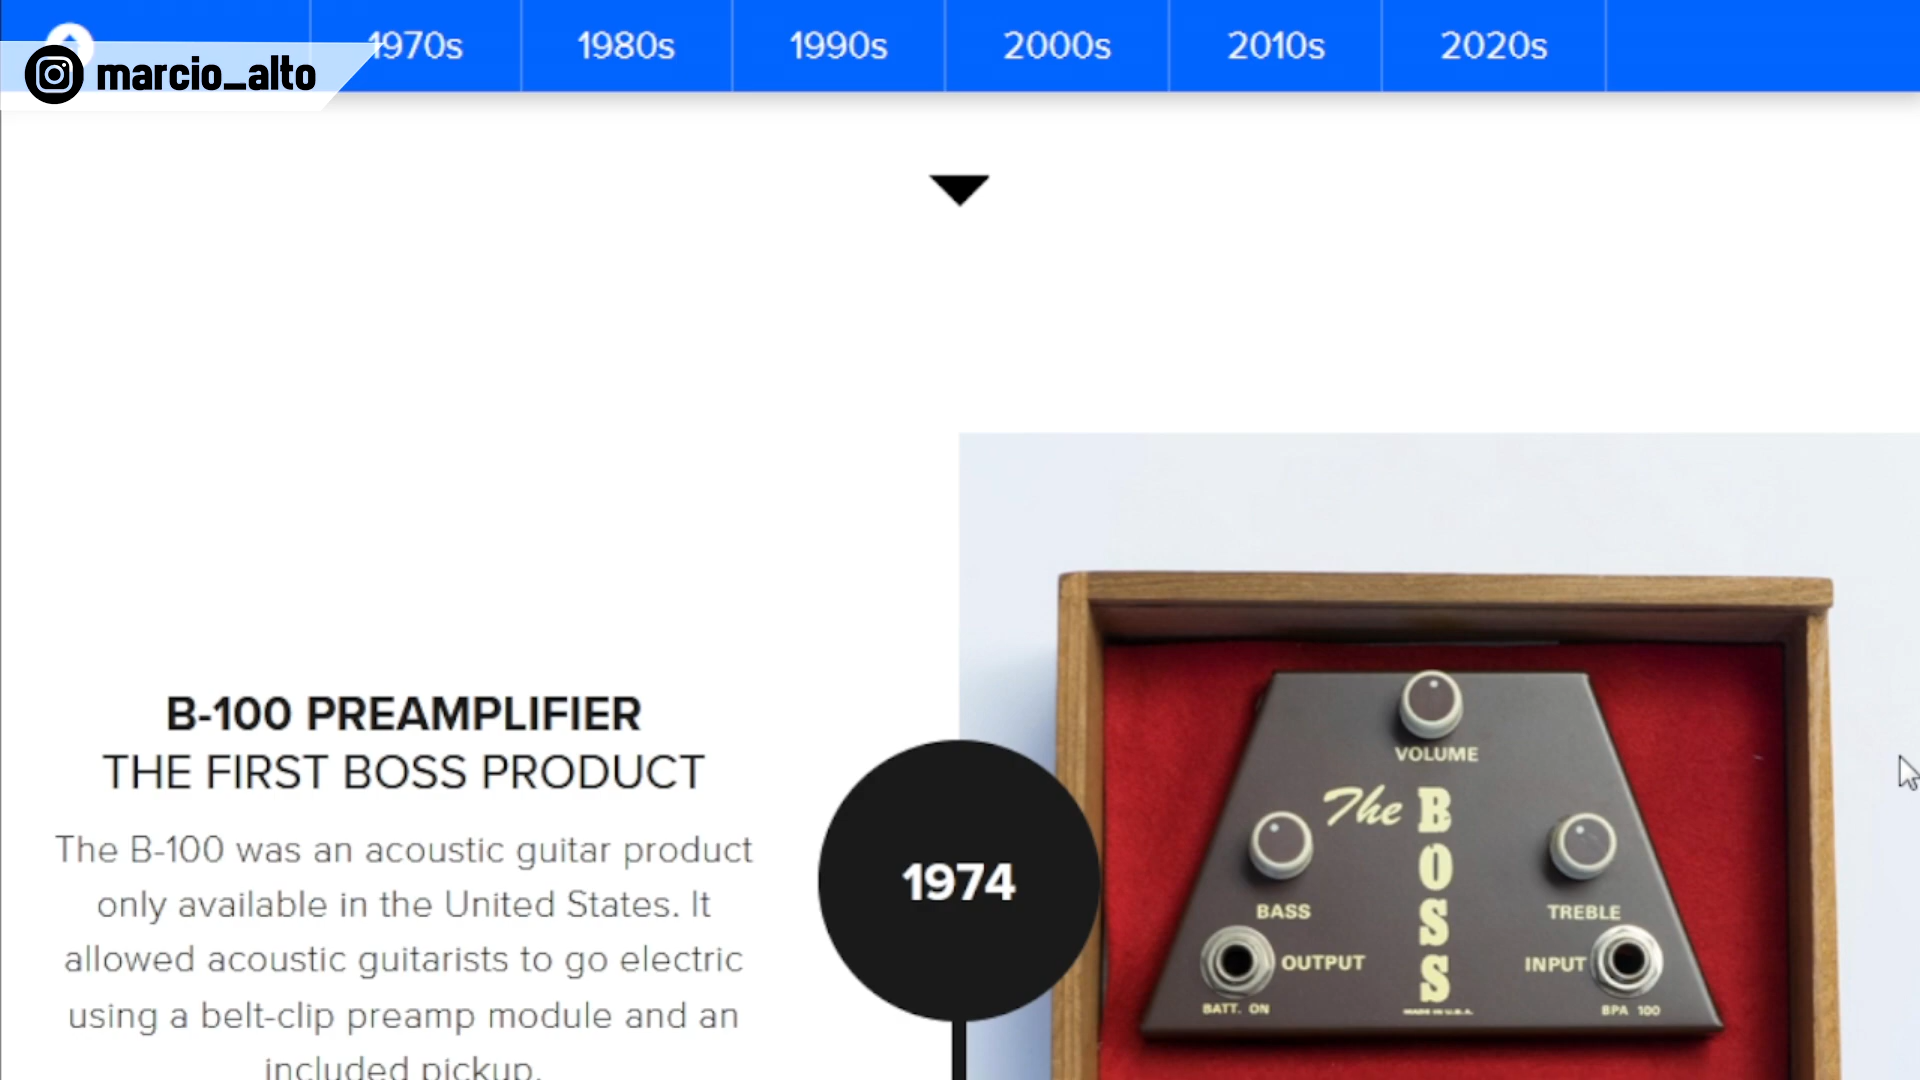 1970s
1980s
1990s
2000s
2010s
2020s
marcio_alto
B-100 PREAMPLIFIER
THE FIRST BOSS PRODUCT
The B-100 was an acoustic guitar product
only available in the United States. It
allowed acoustic guitarists to go electric
using a belt-clip preamp module and an
included pickup.
1974
VOLUME
The BOSS
BASS
TREBLE
OUTPUT
INPUT
BATT. ON
BPA 100
MADE IN U.S.A.